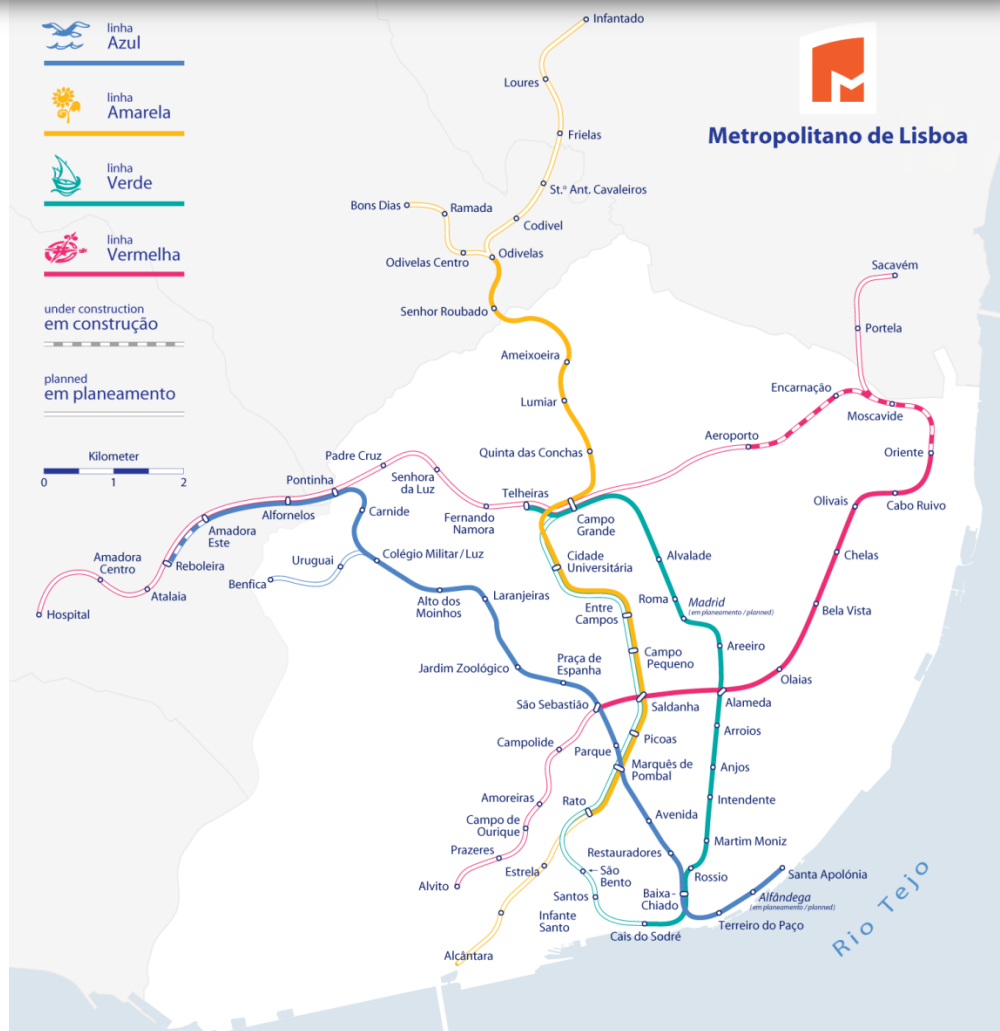 linha
Azul
linha
Amarela
linha
Verde
linha
Vermelha
under construction
em construção
planned
em planeamento
Kilometer
0 1 2
Metropolitano de Lisboa
Infantado
Loures
Frielas
St.º Ant. Cavaleiros
Bons Dias
Ramada
Codivel
Odivelas Centro
Odivelas
Senhor Roubado
Ameixoeira
Lumiar
Quinta das Conchas
Sacavém
Portela
Encarnação
Moscavide
Aeroporto
Oriente
Cabo Ruivo
Olivais
Chelas
Bela Vista
Olaias
Padre Cruz
Pontinha
Senhora
da Luz
Telheiras
Alfornelos
Carnide
Fernando
Namora
Campo
Grande
Amadora
Este
Reboleira
Amadora
Centro
Atalaia
Hospital
Uruguai
Benfica
Colégio Militar / Luz
Cidade
Universitária
Alvalade
Alto dos
Moinhos
Laranjeiras
Entre
Campos
Roma
Madrid
(em planeamento / planned)
Areeiro
Campo
Pequeno
Jardim Zoológico
Praça de
Espanha
São Sebastião
Saldanha
Alameda
Arroios
Campolide
Parque
Picoas
Marquês de
Pombal
Anjos
Amoreiras
Rato
Intendente
Avenida
Campo de
Ourique
Martim Moniz
Prazeres
Restauradores
Estrela
São
Bento
Rossio
Santa Apolónia
Alvito
Santos
Baixa-
Chiado
Alfândega
(em planeamento / planned)
Infante
Santo
Terreiro do Paço
Cais do Sodré
Alcântara
Rio Tejo